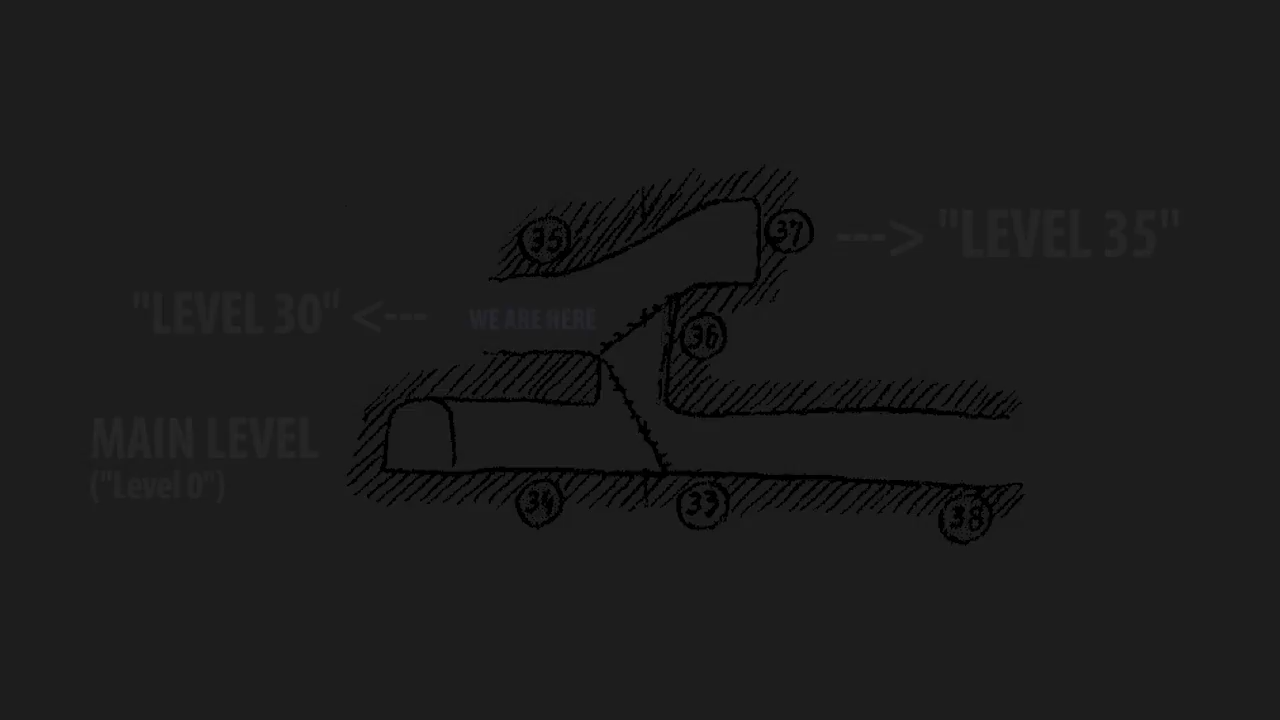 35
37
---> "LEVEL 35"
"LEVEL 30" <---
WE ARE HERE
36
MAIN LEVEL
("Level 0")
34
33
38